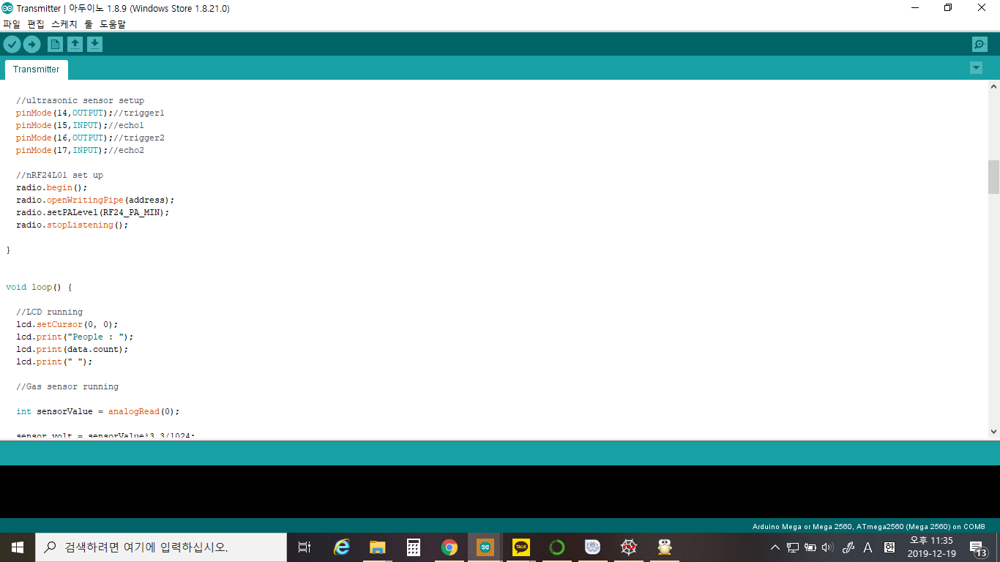 Transmitter | 아두이노 1.8.9 (Windows Store 1.8.21.0)
파일 편집 스케치 툴 도움말
Transmitter
//ultrasonic sensor setup
pinMode(14,OUTPUT);//trigger1
pinMode(15,INPUT);//echo1
pinMode(16,OUTPUT);//trigger2
pinMode(17,INPUT);//echo2
//nRF24L01 set up
radio.begin();
radio.openWritingPipe(address);
radio.setPALevel(RF24_PA_MIN);
radio.stopListening();
}
void loop() {
//LCD running
lcd.setCursor(0, 0);
lcd.print("People : ");
lcd.print(data.count);
lcd.print(" ");
//Gas sensor running
int sensorValue = analogRead(0);
sensor_volt = sensorValue*3.3/1024;
Arduino Mega or Mega 2560, ATmega2560 (Mega 2560) on COM8
검색하려면 여기에 입력하십시오.
TALK
A 한
오후 11:35
2019-12-19
13